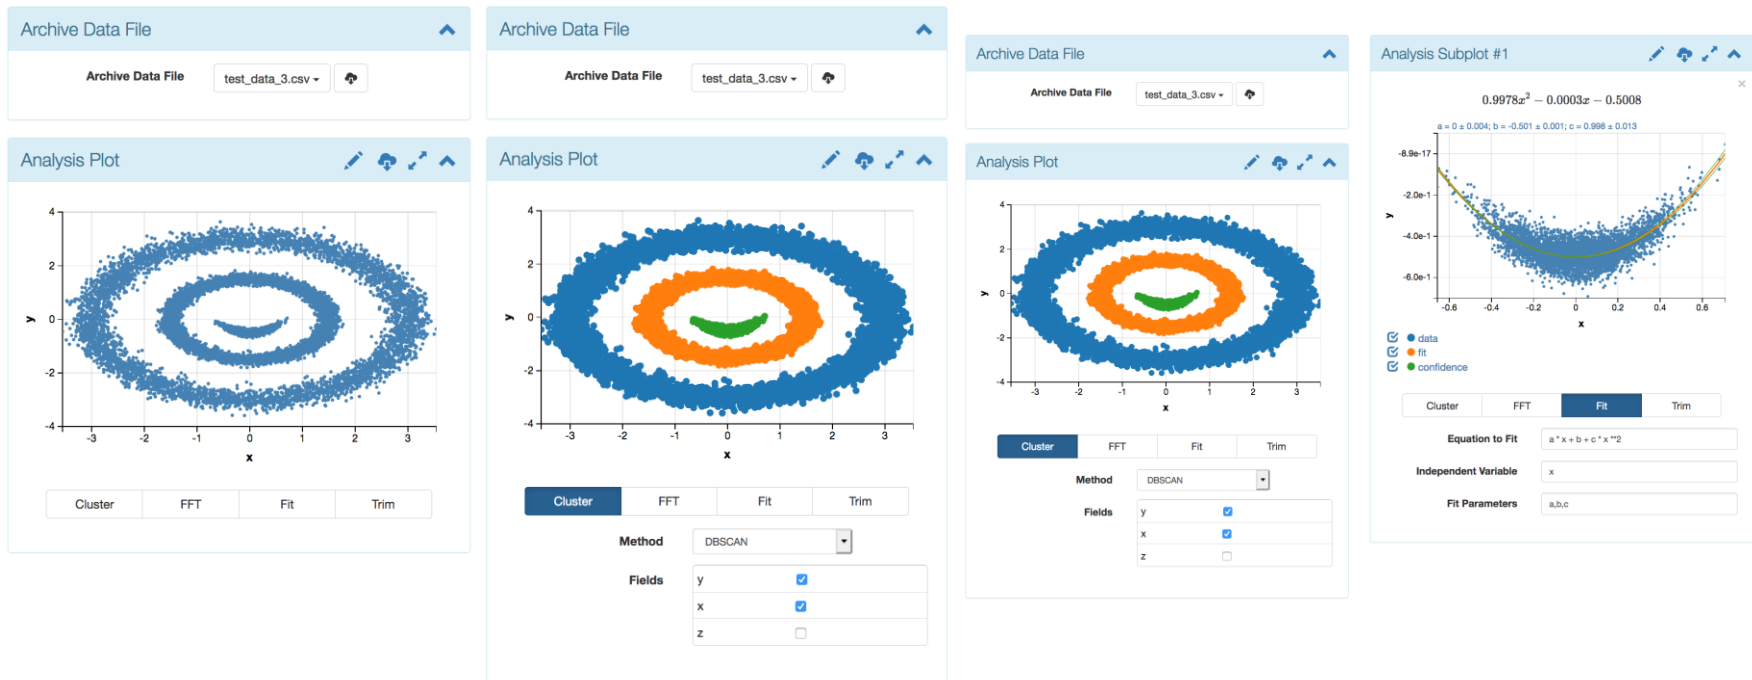 Archive Data File
Archive Data File
test_data_3.csv
Analysis Plot
4
2
0
-2
-4
y
-3
-2
-1
0
1
2
3
x
Cluster
FFT
Fit
Trim
Archive Data File
Archive Data File
test_data_3.csv
Analysis Plot
4
2
0
-2
-4
y
-3
-2
-1
0
1
2
3
x
Cluster
FFT
Fit
Trim
Method
DBSCAN
Fields
y
x
z
Archive Data File
Archive Data File
test_data_3.csv
Analysis Plot
4
2
0
-2
-4
y
-3
-2
-1
0
1
2
3
x
Cluster
FFT
Fit
Trim
Method
DBSCAN
Fields
y
x
z
Analysis Subplot #1
×
0.9978x² − 0.0003x − 0.5008
a = 0 ± 0.004; b = -0.501 ± 0.001; c = 0.998 ± 0.013
-8.9e-17
-2.0e-1
-4.0e-1
-6.0e-1
y
-0.6
-0.4
-0.2
0
0.2
0.4
0.6
x
data
fit
confidence
Cluster
FFT
Fit
Trim
Equation to Fit
a * x + b + c * x **2
Independent Variable
x
Fit Parameters
a,b,c